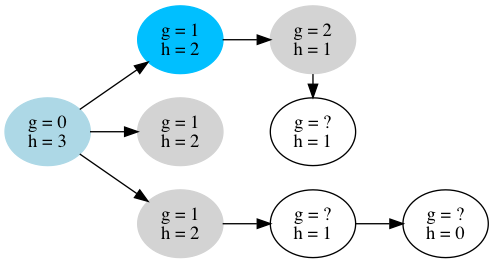 g = 1
h = 2
g = 2
h = 1
g = 0
h = 3
g = 1
h = 2
g = ?
h = 1
g = 1
h = 2
g = ?
h = 1
g = ?
h = 0